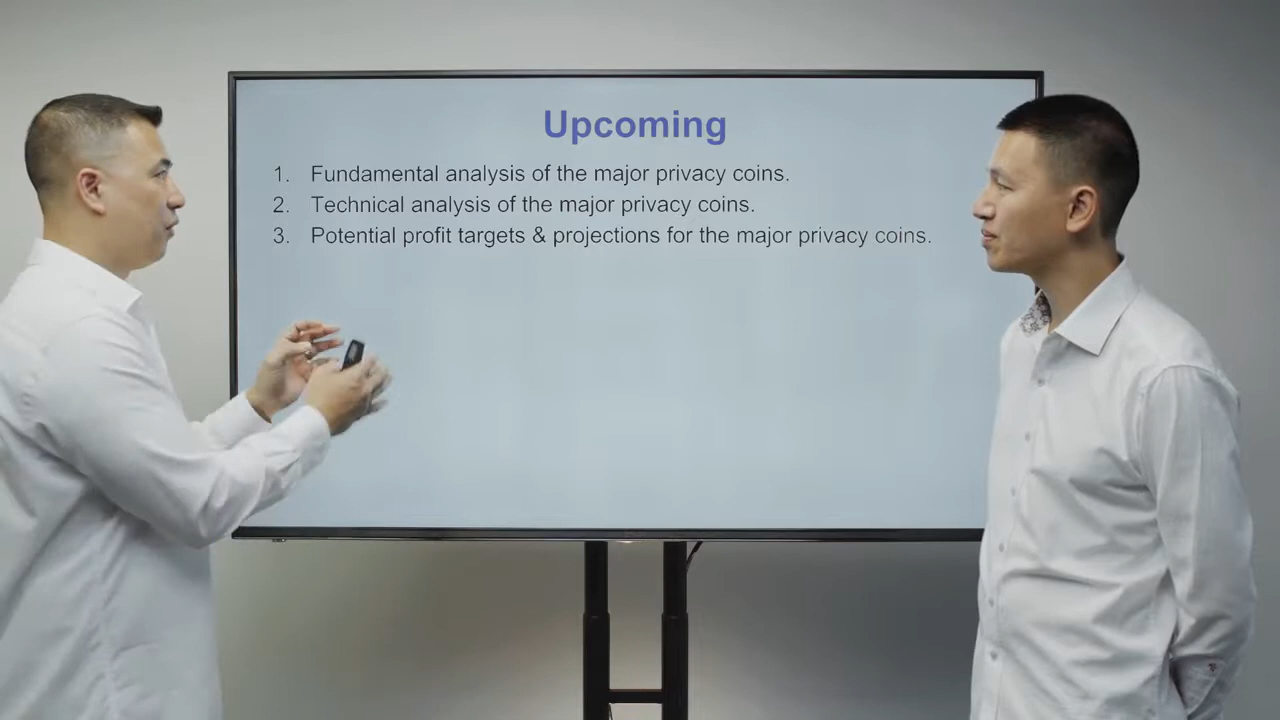 Upcoming
1. Fundamental analysis of the major privacy coins.
2. Technical analysis of the major privacy coins.
3. Potential profit targets & projections for the major privacy coins.